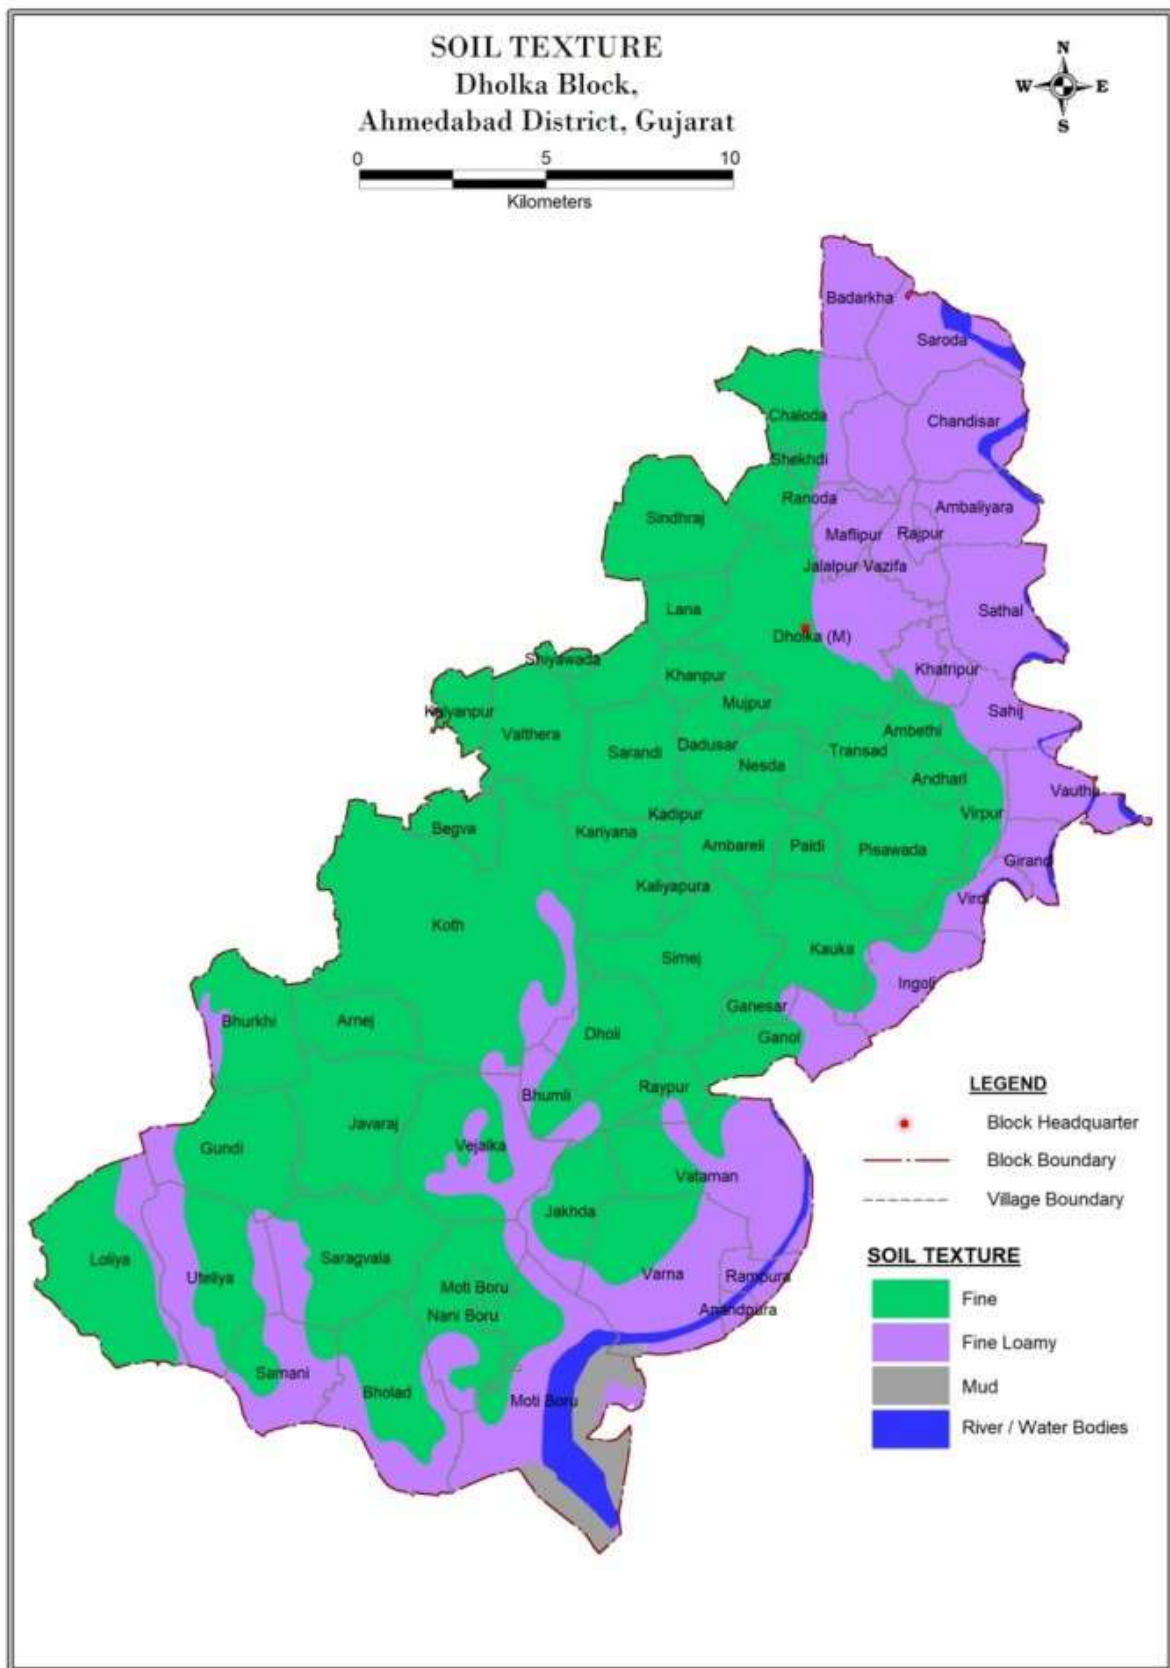 SOIL TEXTURE
Dholka Block,
Ahmedabad District, Gujarat
N
W E
S
0 5 10
Kilometers
Badarkha
Saroda
Chaloda
Chandisar
Shekhdi
Ranoda
Ambaliyara
Sindhraj
Maflipur
Rajpur
Jalalpur Vazifa
Lana
Sathal
Dholka (M)
Shiyawada
Khanpur
Khatripur
Mujpur
Sahij
Kalyanpur
Valthera
Ambethi
Sarandi
Dadusar
Transad
Nesda
Andhari
Vautha
Kadipur
Virpur
Begva
Kariyana
Ambareli
Paldi
Pisawada
Girand
Kaliyapura
Virdi
Koth
Kauka
Simej
Ingoli
Ganesar
Bhurkhi
Arnej
Dholi
Ganol
Raypur
Bhumli
Javaraj
Gundi
Vejalka
Vataman
Jakhda
Loliya
Saragvala
Uteliya
Varna
Rampura
Moti Boru
Anandpura
Nani Boru
Samani
Bholad
Moti Boru
LEGEND
Block Headquarter
Block Boundary
Village Boundary
SOIL TEXTURE
Fine
Fine Loamy
Mud
River / Water Bodies